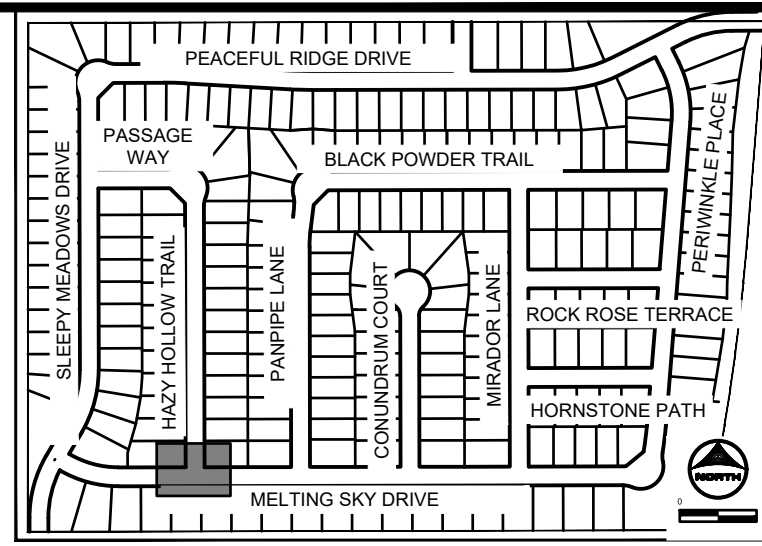 PEACEFUL RIDGE DRIVE
PASSAGE
WAY
BLACK POWDER TRAIL
SLEEPY MEADOWS DRIVE
HAZY HOLLOW TRAIL
PANPIPE LANE
CONUNDRUM COURT
MIRADOR LANE
PERIWINKLE PLACE
ROCK ROSE TERRACE
HORNSTONE PATH
MELTING SKY DRIVE
NORTH
0